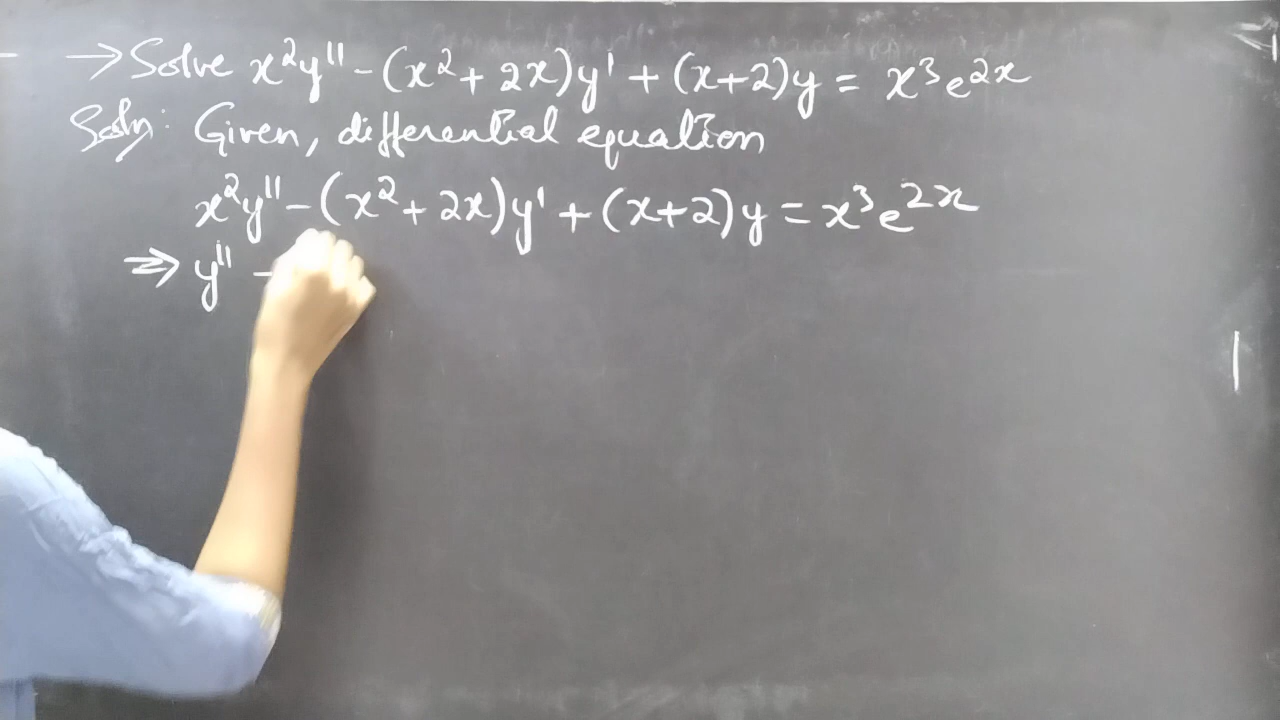 → Solve x²y'' - (x² + 2x)y' + (x+2)y = x³e²ˣ
Soln: Given, differential equation
x²y'' - (x² + 2x)y' + (x+2)y = x³e²ˣ
⇒ y'' -